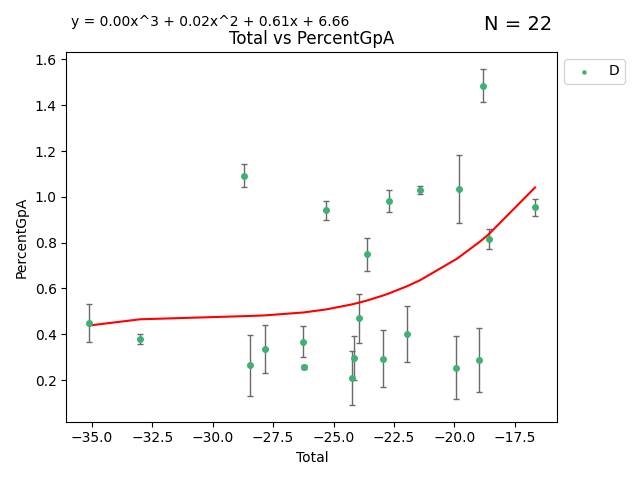 y = 0.00x^3 + 0.02x^2 + 0.61x + 6.66
N = 22
Total vs PercentGpA
D
PercentGpA
1.6
1.4
1.2
1.0
0.8
0.6
0.4
0.2
−35.0 −32.5 −30.0 −27.5 −25.0 −22.5 −20.0 −17.5
Total